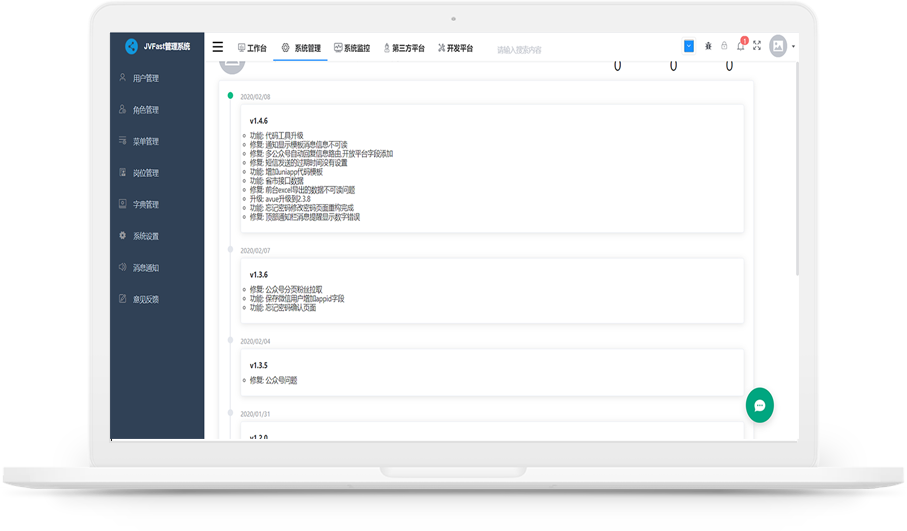 JVFast管理系统
工作台 系统管理 系统监控 第三方平台 开发平台
请输入搜索内容
1
用户管理
角色管理
菜单管理
岗位管理
字典管理
系统设置
消息通知
意见反馈
0 0 0
2020/02/08
v1.4.6
功能: 代码工具升级
修复: 通知显示模板消息信息不可读
修复: 多公众号自动回复信息路由,开放平台字段添加
修复: 短信发送的过期时间没有设置
功能: 增加uniapp代码模板
功能: 省市接口数据
修复: 前台excel导出的数据不可读问题
升级: avue升级到2.3.8
功能: 忘记密码修改密码页面重构完成
修复: 顶部通知栏消息提醒显示数字错误
2020/02/07
v1.3.6
修复: 公众号分页粉丝拉取
功能: 保存微信用户增加appid字段
功能: 忘记密码确认页面
2020/02/04
v1.3.5
修复: 公众号问题
2020/01/31